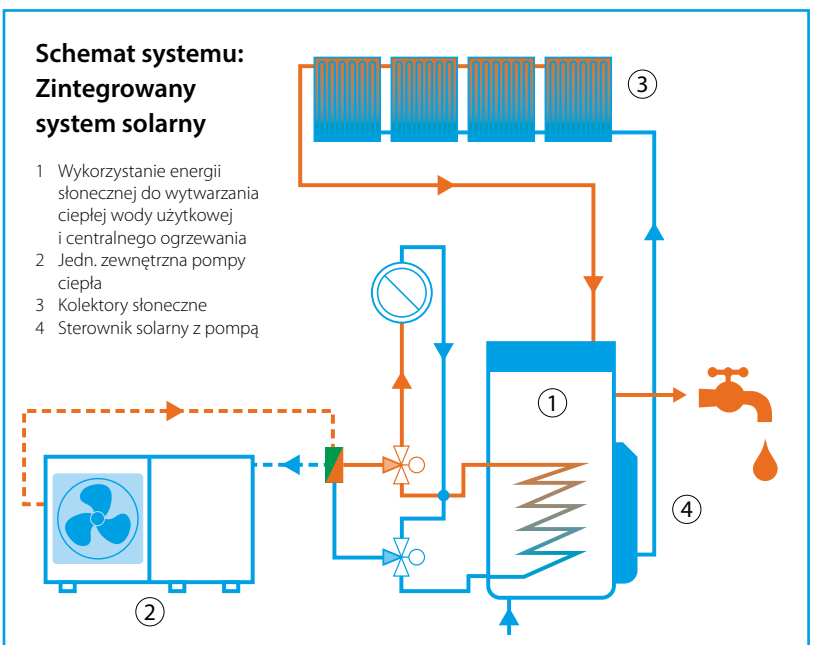 Schemat systemu:
Zintegrowany
system solarny
1 Wykorzystanie energii
słonecznej do wytwarzania
ciepłej wody użytkowej
i centralnego ogrzewania
2 Jedn. zewnętrzna pompy
ciepła
3 Kolektory słoneczne
4 Sterownik solarny z pompą
3
1
4
2